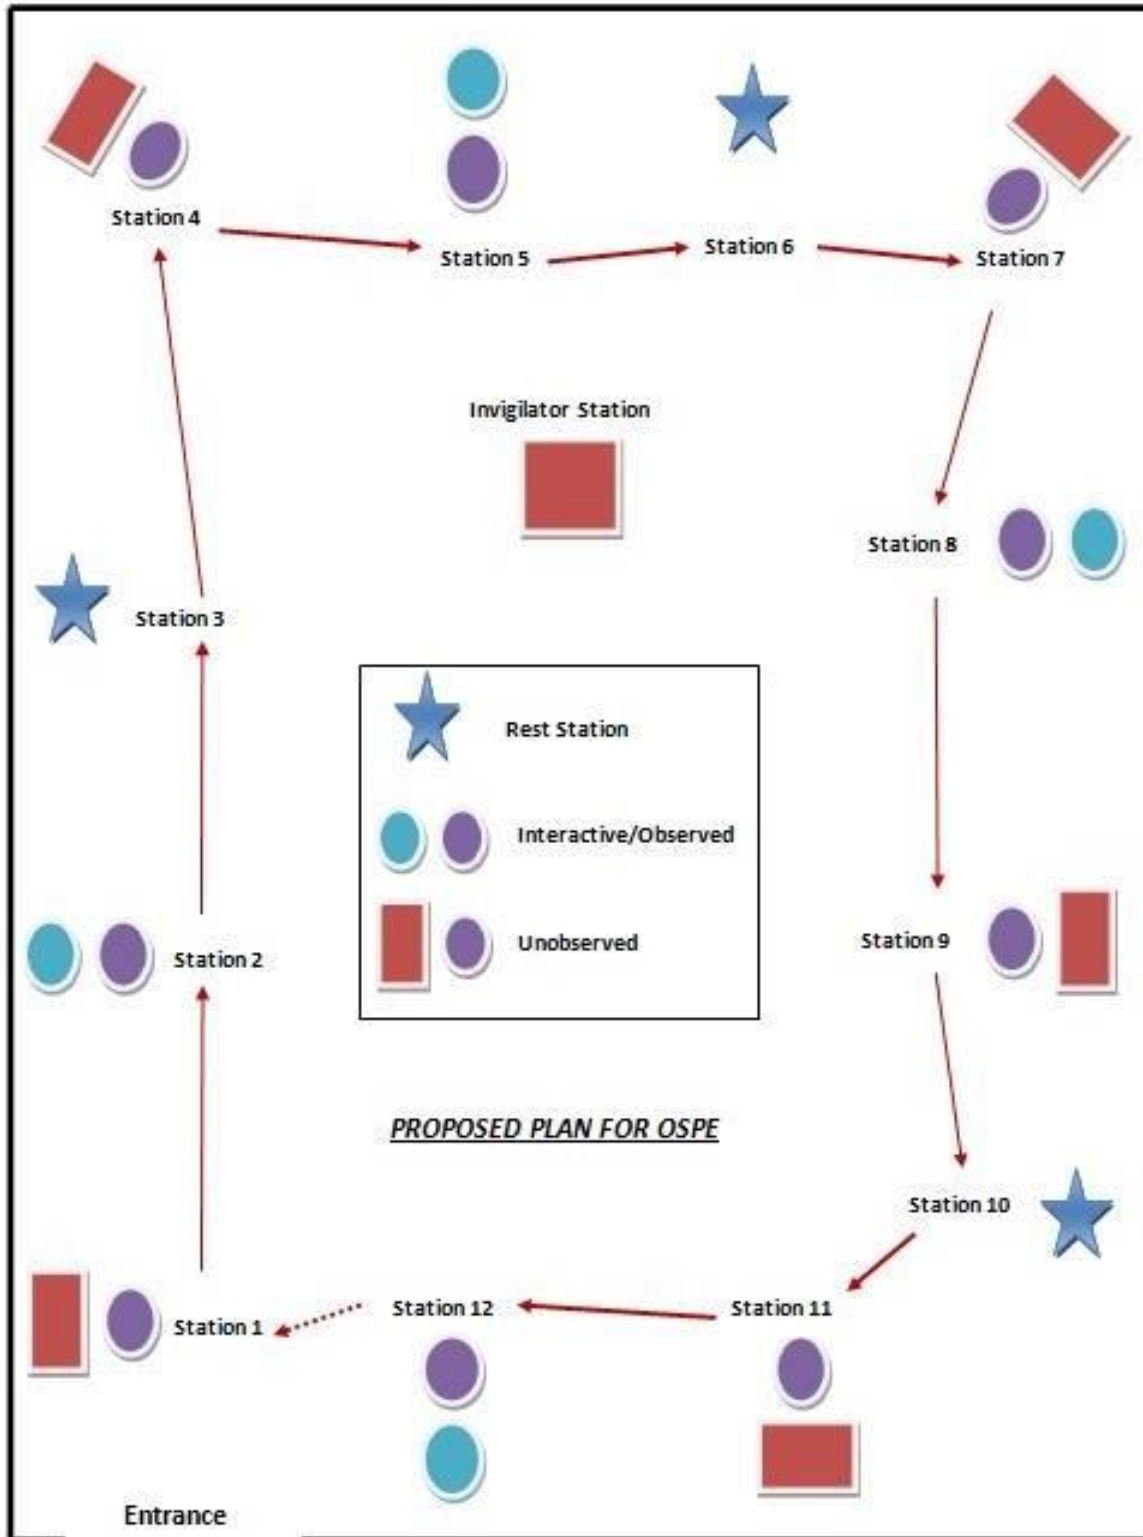 Station 4
Station 5
Station 6
Station 7
Invigilator Station
Station 8
Station 3
Rest Station
Interactive/Observed
Unobserved
Station 9
Station 2
PROPOSED PLAN FOR OSPE
Station 10
Station 1
Station 12
Station 11
Entrance